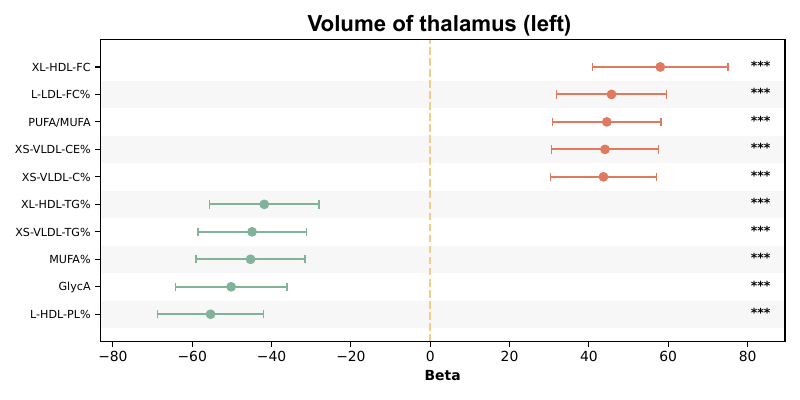 Volume of thalamus (left)
XL-HDL-FC ***
L-LDL-FC% ***
PUFA/MUFA ***
XS-VLDL-CE% ***
XS-VLDL-C% ***
XL-HDL-TG% ***
XS-VLDL-TG% ***
MUFA% ***
GlycA ***
L-HDL-PL% ***
−80 −60 −40 −20 0 20 40 60 80
Beta